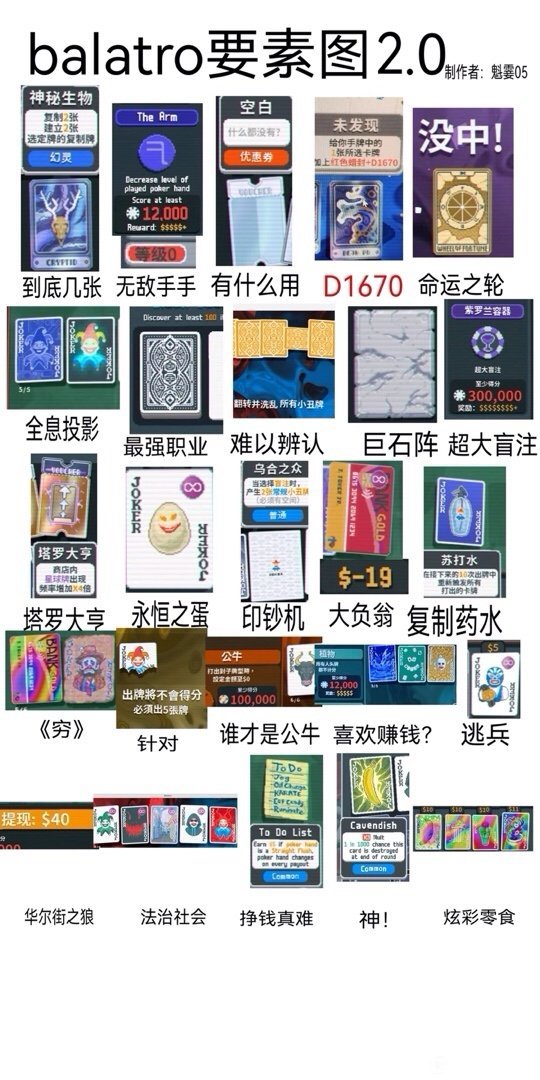 balatro要素图2.0
制作者：魁霎05
神秘生物
复制2张
建立2张
选定牌的复制牌
幻灵
CRYPTID
到底几张
The Arm
Decrease level of
played poker hand
Score at least
12,000
Reward: $$$$$+
等级0
无敌手手
空白
什么都没有?
优惠券
VOUCHER
有什么用
未发现
给你手牌中的
1张所选卡牌
加上红色蜡封+D1670
D1670
没中!
WHEEL of FORTUNE
命运之轮
JOKER
JOKER
5/5
全息投影
Discover at least 100
最强职业
翻转并洗乱 所有小丑牌
难以辨认
巨石阵
紫罗兰容器
超大盲注
至少得分
300,000
奖励: $$$$$$$$+
超大盲注
VOUCHER
塔罗大亨
商店内
星球牌出现
频率增加X4倍
塔罗大亨
JOKER
JOKER
永恒之蛋
乌合之众
当选择盲注时,
产生2张常规小丑牌
(必须有空间)
普通
印钞机
$-19
大负翁
苏打水
在接下来的10次出牌中
重新触发所有
打出的卡牌
复制药水
《穷》
出牌將不會得分
必須出5張牌
针对
公牛
100,000
谁才是公牛
植物
12,000
喜欢赚钱?
$5
逃兵
提现: $40
华尔街之狼
法治社会
To Do
Job
Oil Change
KARATE
To Do List
Earn $5 if poker hand
is a Straight Flush,
poker hand changes
on every payout
Common
挣钱真难
Cavendish
X3 Mult
1 in 1000 chance this
card is destroyed
at end of round
Common
神!
$10
$10
$10
$11
炫彩零食